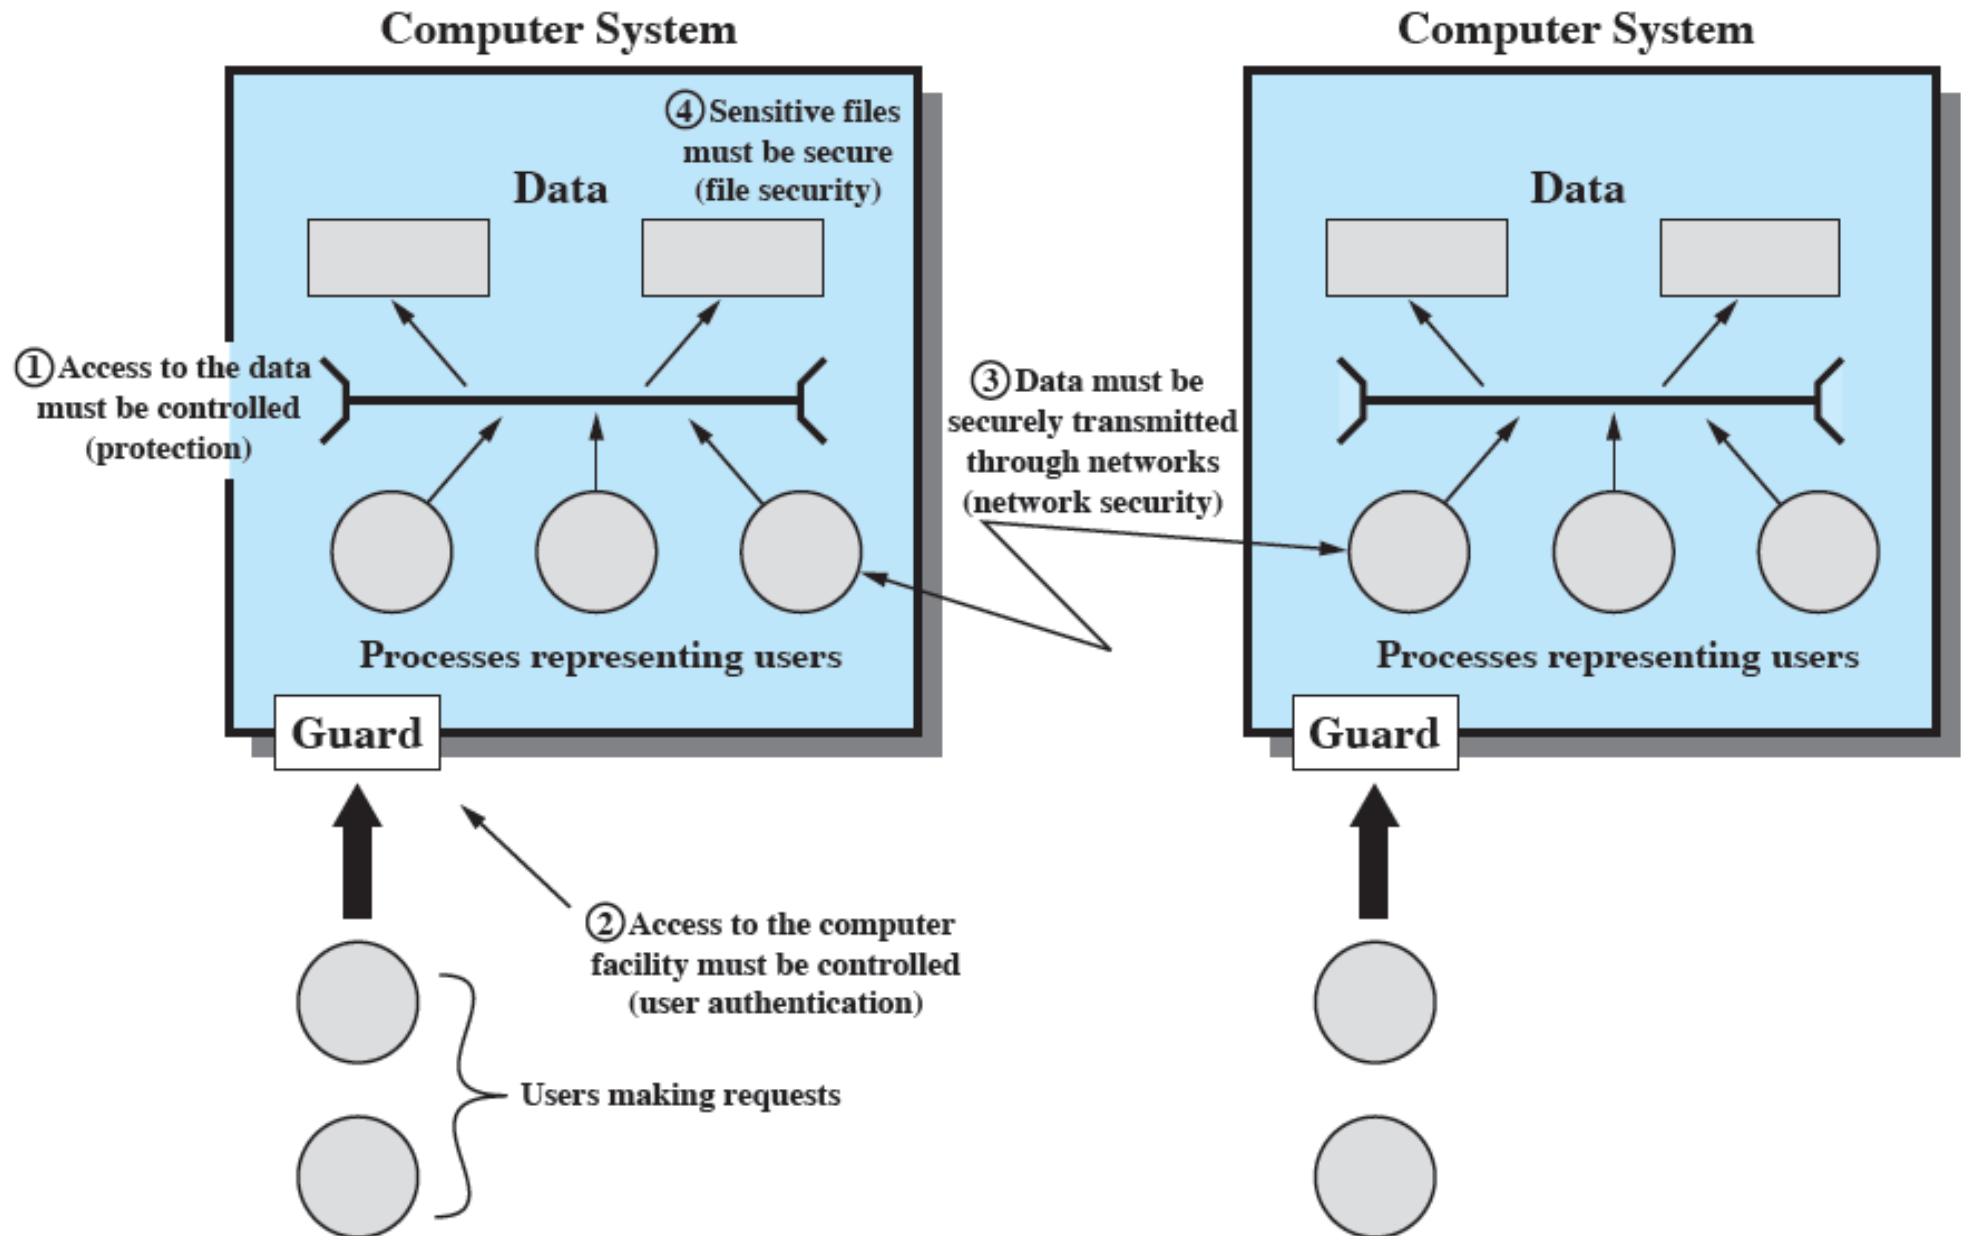 Computer System
④ Sensitive files
must be secure
(file security)
Data
① Access to the data
must be controlled
(protection)
Processes representing users
Guard
② Access to the computer
facility must be controlled
(user authentication)
Users making requests
③ Data must be
securely transmitted
through networks
(network security)
Computer System
Data
Processes representing users
Guard